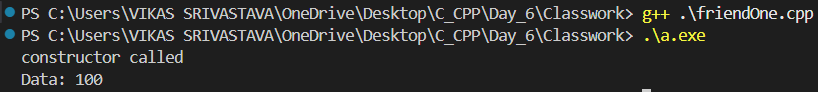 PS C:\Users\VIKAS SRIVASTAVA\OneDrive\Desktop\C_CPP\Day_6\Classwork> g++ .\friendOne.cpp
PS C:\Users\VIKAS SRIVASTAVA\OneDrive\Desktop\C_CPP\Day_6\Classwork> .\a.exe
constructor called
Data: 100